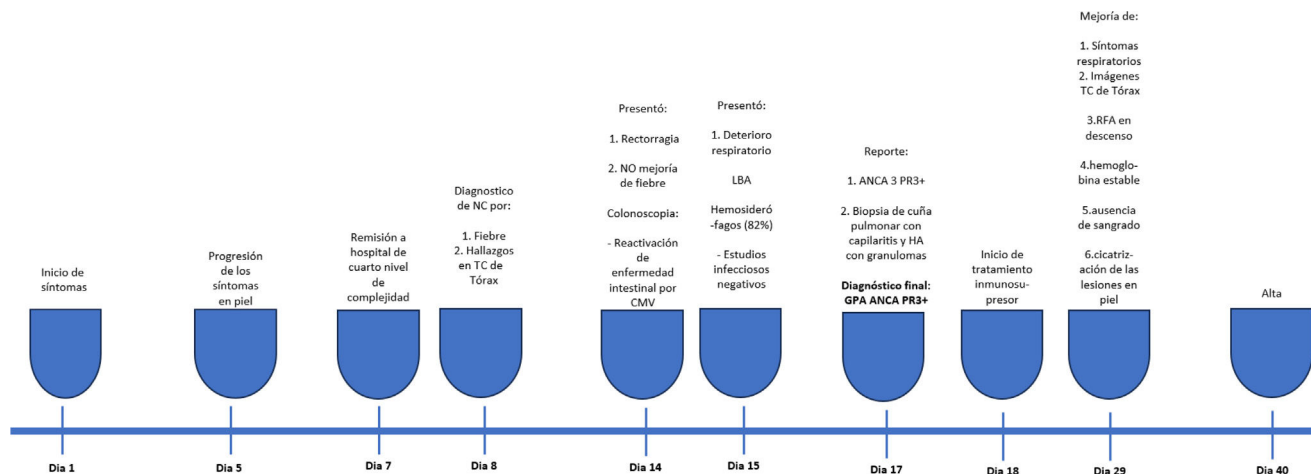 Inicio de
síntomas
Progresión
de los
síntomas
en piel
Remisión a
hospital de
cuarto nivel
de
complejidad
Diagnostico
de NC por:
1. Fiebre
2. Hallazgos
en TC de
Tórax
Presentó:
1. Rectorragia
2. NO mejoría
de fiebre
Colonoscopia:
- Reactivación
de
enfermedad
intestinal por
CMV
Presentó:
1. Deterioro
respiratorio
LBA
Hemosideró
-fagos (82%)
- Estudios
infecciosos
negativos
Reporte:
1. ANCA 3 PR3+
2. Biopsia de cuña
pulmonar con
capilaritis y HA
con granulomas
Diagnóstico final:
GPA ANCA PR3+
Inicio de
tratamiento
inmunosu-
presor
Mejoría de:
1. Síntomas
respiratorios
2. Imágenes
TC de Tórax
3.RFA en
descenso
4.hemoglo-
bina estable
5.ausencia
de sangrado
6.cicatriz-
ación de las
lesiones en
piel
Alta
Dia 1
Dia 5
Dia 7
Dia 8
Dia 14
Dia 15
Dia 17
Dia 18
Dia 29
Dia 40